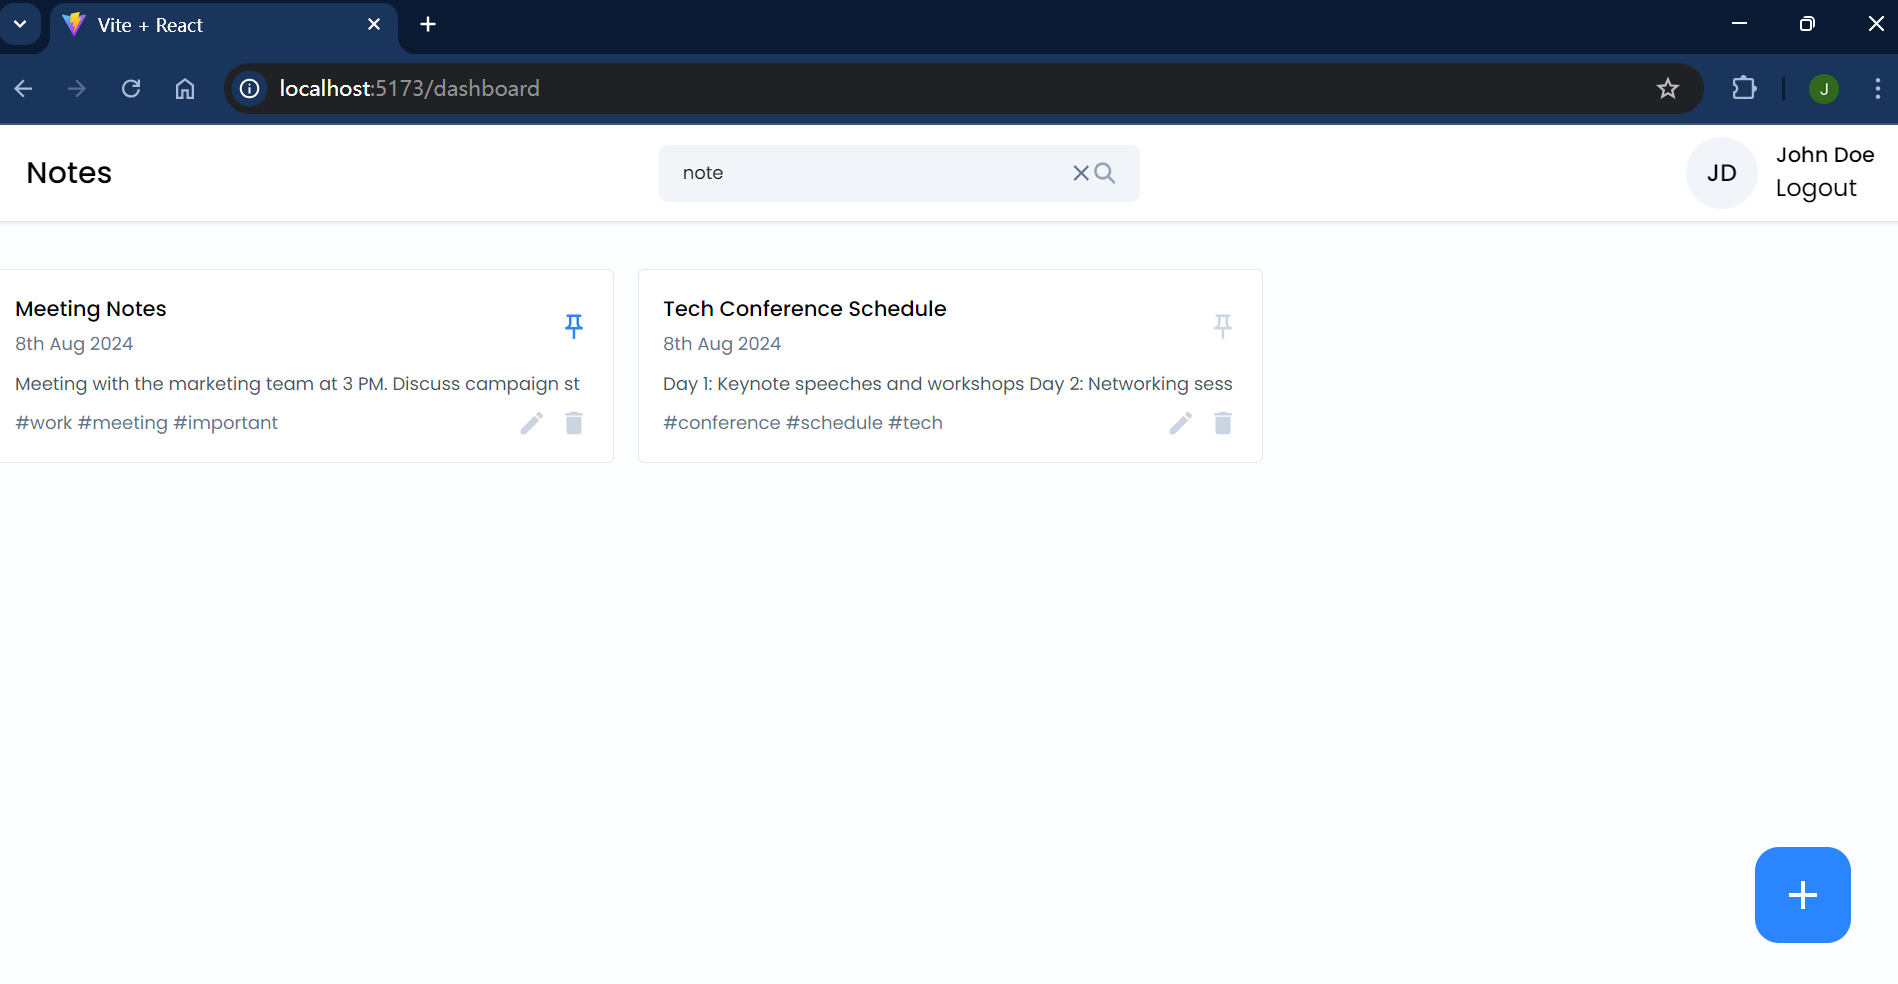 Vite + React
localhost:5173/dashboard
J
Notes
note
JD
John Doe
Logout
Meeting Notes
8th Aug 2024
Meeting with the marketing team at 3 PM. Discuss campaign st
#work #meeting #important
Tech Conference Schedule
8th Aug 2024
Day 1: Keynote speeches and workshops Day 2: Networking sess
#conference #schedule #tech